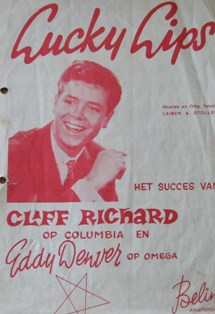 Lucky Lips
Muziek en Orig. Tekst
LEIBER & STOLLER
HET SUCCES VAN
CLIFF RICHARD
OP COLUMBIA EN
Eddy Denver OP OMEGA